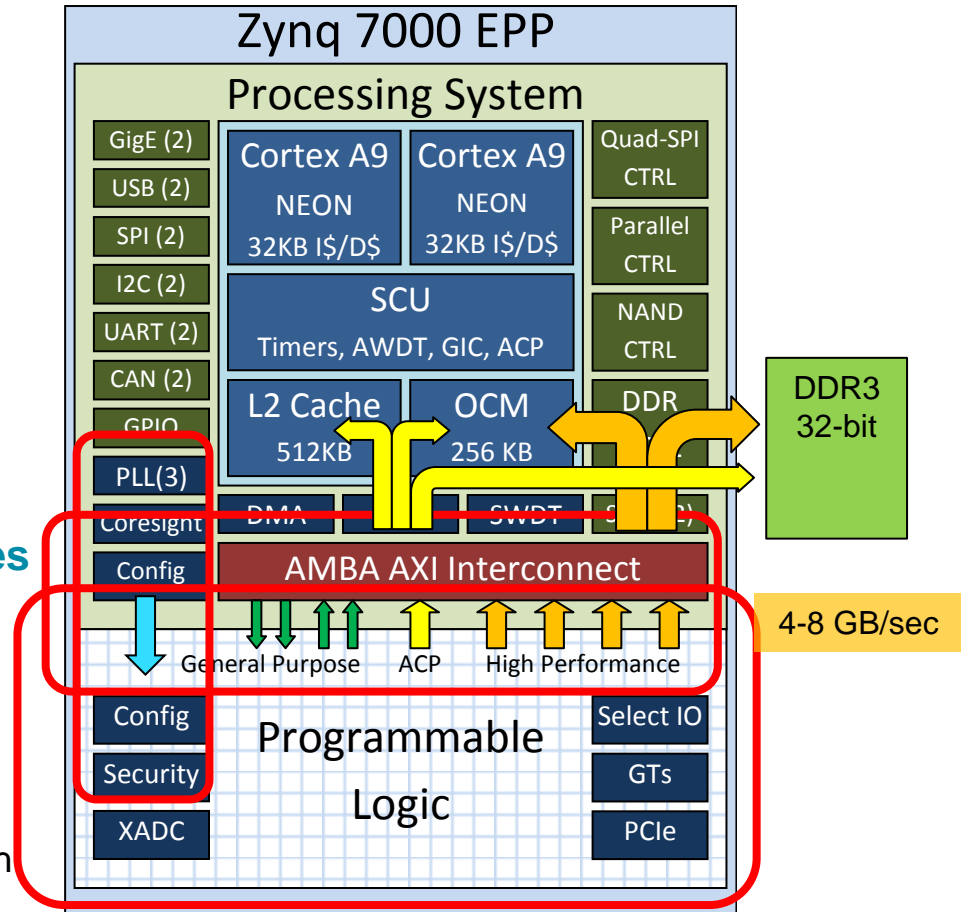 Zynq 7000 EPP
Processing System
GigE (2)
USB (2)
SPI (2)
I2C (2)
UART (2)
CAN (2)
GPIO
PLL(3)
Coresight
Config
Cortex A9
NEON
32KB I$/D$
Cortex A9
NEON
32KB I$/D$
SCU
Timers, AWDT, GIC, ACP
L2 Cache
512KB
OCM
256 KB
Quad-SPI
CTRL
Parallel
CTRL
NAND
CTRL
DDR
DDR3
32-bit
DMA
SWDT
AMBA AXI Interconnect
4-8 GB/sec
General Purpose
ACP
High Performance
Config
Security
XADC
Programmable
Logic
Select IO
GTs
PCIe